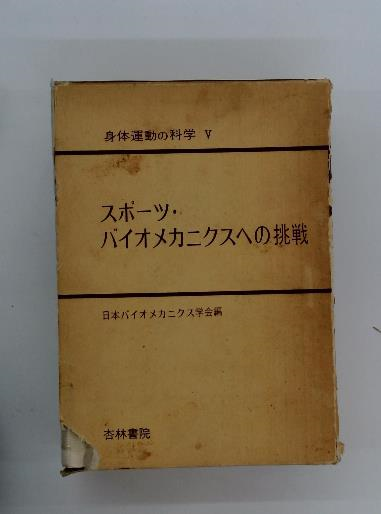 身体運動の科学 V
スポーツ・
バイオメカニクスへの挑戦
日本バイオメカニクス学会編
杏林書院